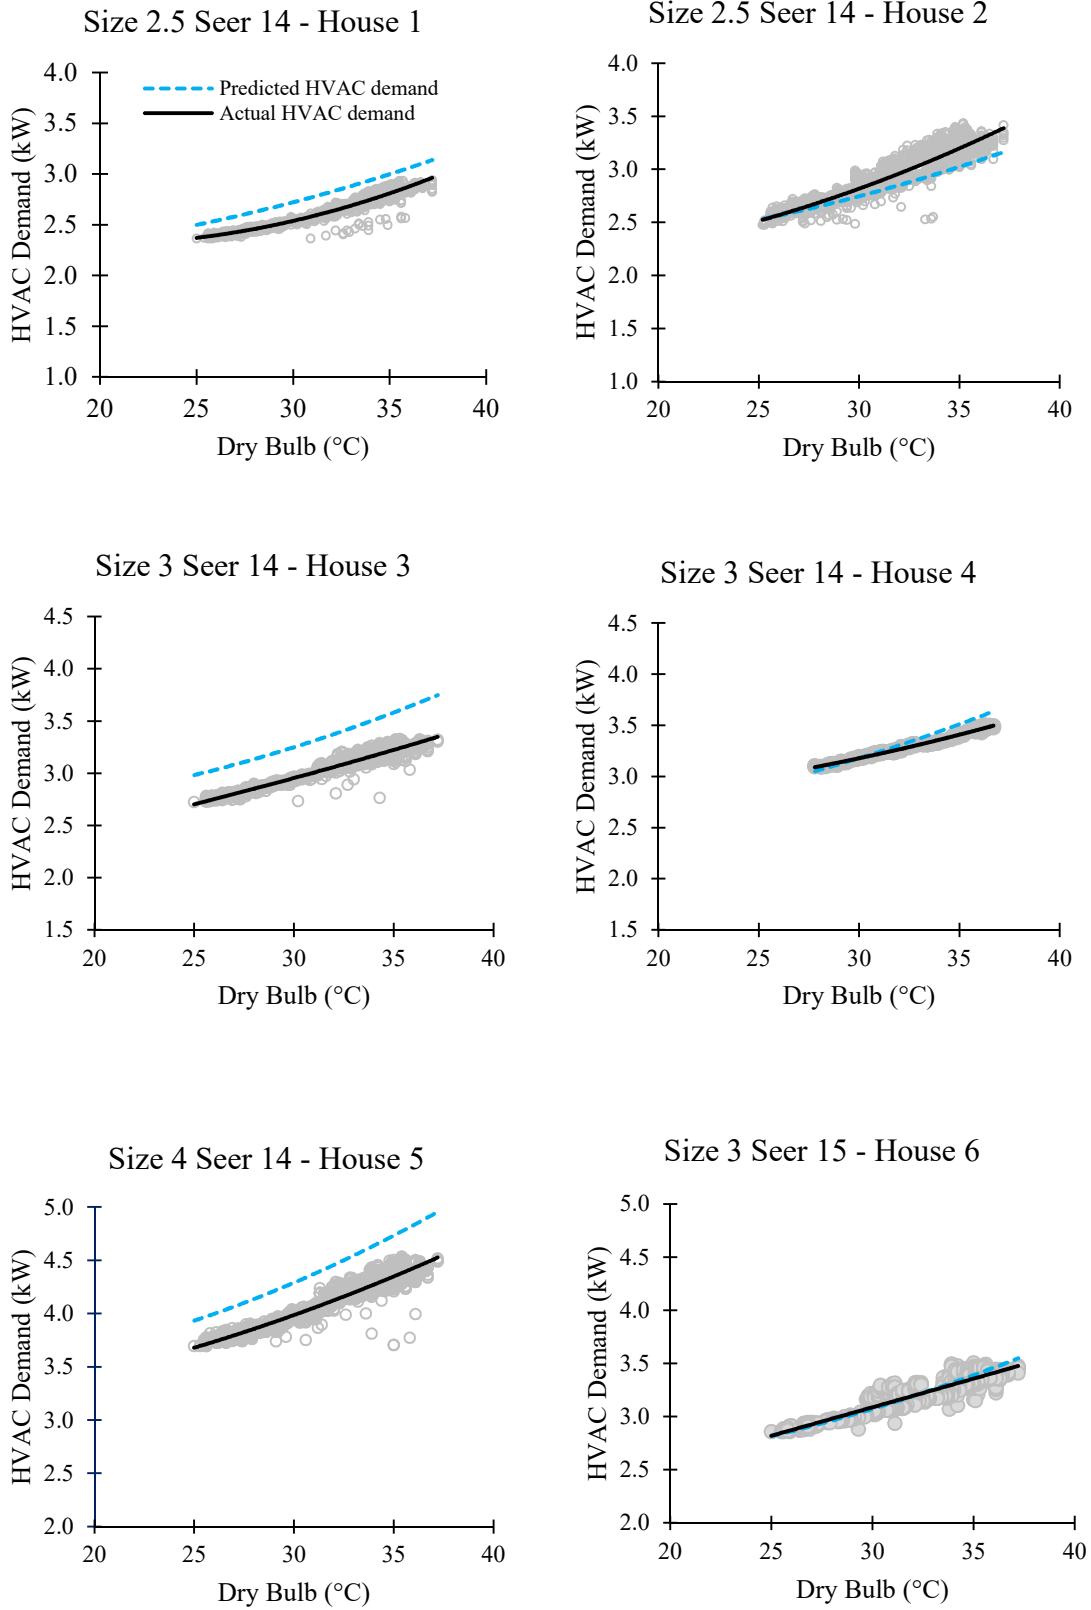 Size 2.5 Seer 14 - House 1
4.0
3.5
3.0
2.5
2.0
1.5
1.0
HVAC Demand (kW)
Predicted HVAC demand
Actual HVAC demand
20 25 30 35 40
Dry Bulb (°C)
Size 2.5 Seer 14 - House 2
4.0
3.5
3.0
2.5
2.0
1.5
1.0
HVAC Demand (kW)
20 25 30 35 40
Dry Bulb (°C)
Size 3 Seer 14 - House 3
4.5
4.0
3.5
3.0
2.5
2.0
1.5
HVAC Demand (kW)
20 25 30 35 40
Dry Bulb (°C)
Size 3 Seer 14 - House 4
4.5
4.0
3.5
3.0
2.5
2.0
1.5
HVAC Demand (kW)
20 25 30 35 40
Dry Bulb (°C)
Size 4 Seer 14 - House 5
5.0
4.5
4.0
3.5
3.0
2.5
2.0
HVAC Demand (kW)
20 25 30 35 40
Dry Bulb (°C)
Size 3 Seer 15 - House 6
5.0
4.5
4.0
3.5
3.0
2.5
2.0
HVAC Demand (kW)
20 25 30 35 40
Dry Bulb (°C)